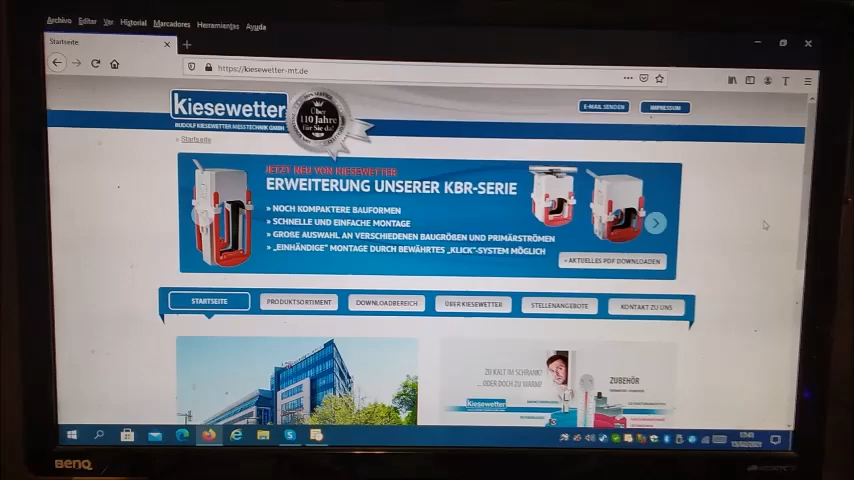 Archivo Editar Ver Historial Marcadores Herramientas Ayuda
Startseite
https://kiesewetter-mt.de
kiesewetter
RUDOLF KIESEWETTER MESSTECHNIK GMBH
Über
110 Jahre
für Sie da!
E-MAIL SENDEN IMPRESSUM
» Startseite
JETZT NEU VON KIESEWETTER
ERWEITERUNG UNSERER KBR-SERIE
» NOCH KOMPAKTERE BAUFORMEN
» SCHNELLE UND EINFACHE MONTAGE
» GROßE AUSWAHL AN VERSCHIEDENEN BAUGRÖßEN UND PRIMÄRSTRÖMEN
» „EINHÄNDIGE" MONTAGE DURCH BEWÄHRTES „KLICK"-SYSTEM MÖGLICH
» AKTUELLES PDF DOWNLOADEN
STARTSEITE PRODUKTSORTIMENT DOWNLOADBEREICH ÜBER KIESEWETTER STELLENANGEBOTE KONTAKT ZU UNS
ZU KALT IM SCHRANK?
... ODER DOCH ZU WARM?
ZUBEHÖR
kiesewetter
17:41
BenQ